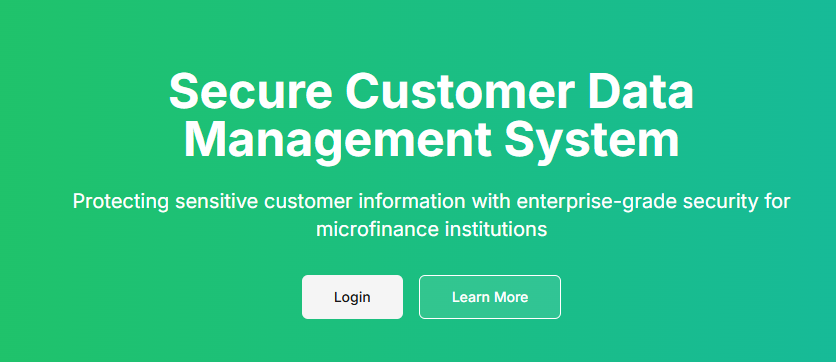 Secure Customer Data
Management System
Protecting sensitive customer information with enterprise-grade security for
microfinance institutions
Login
Learn More